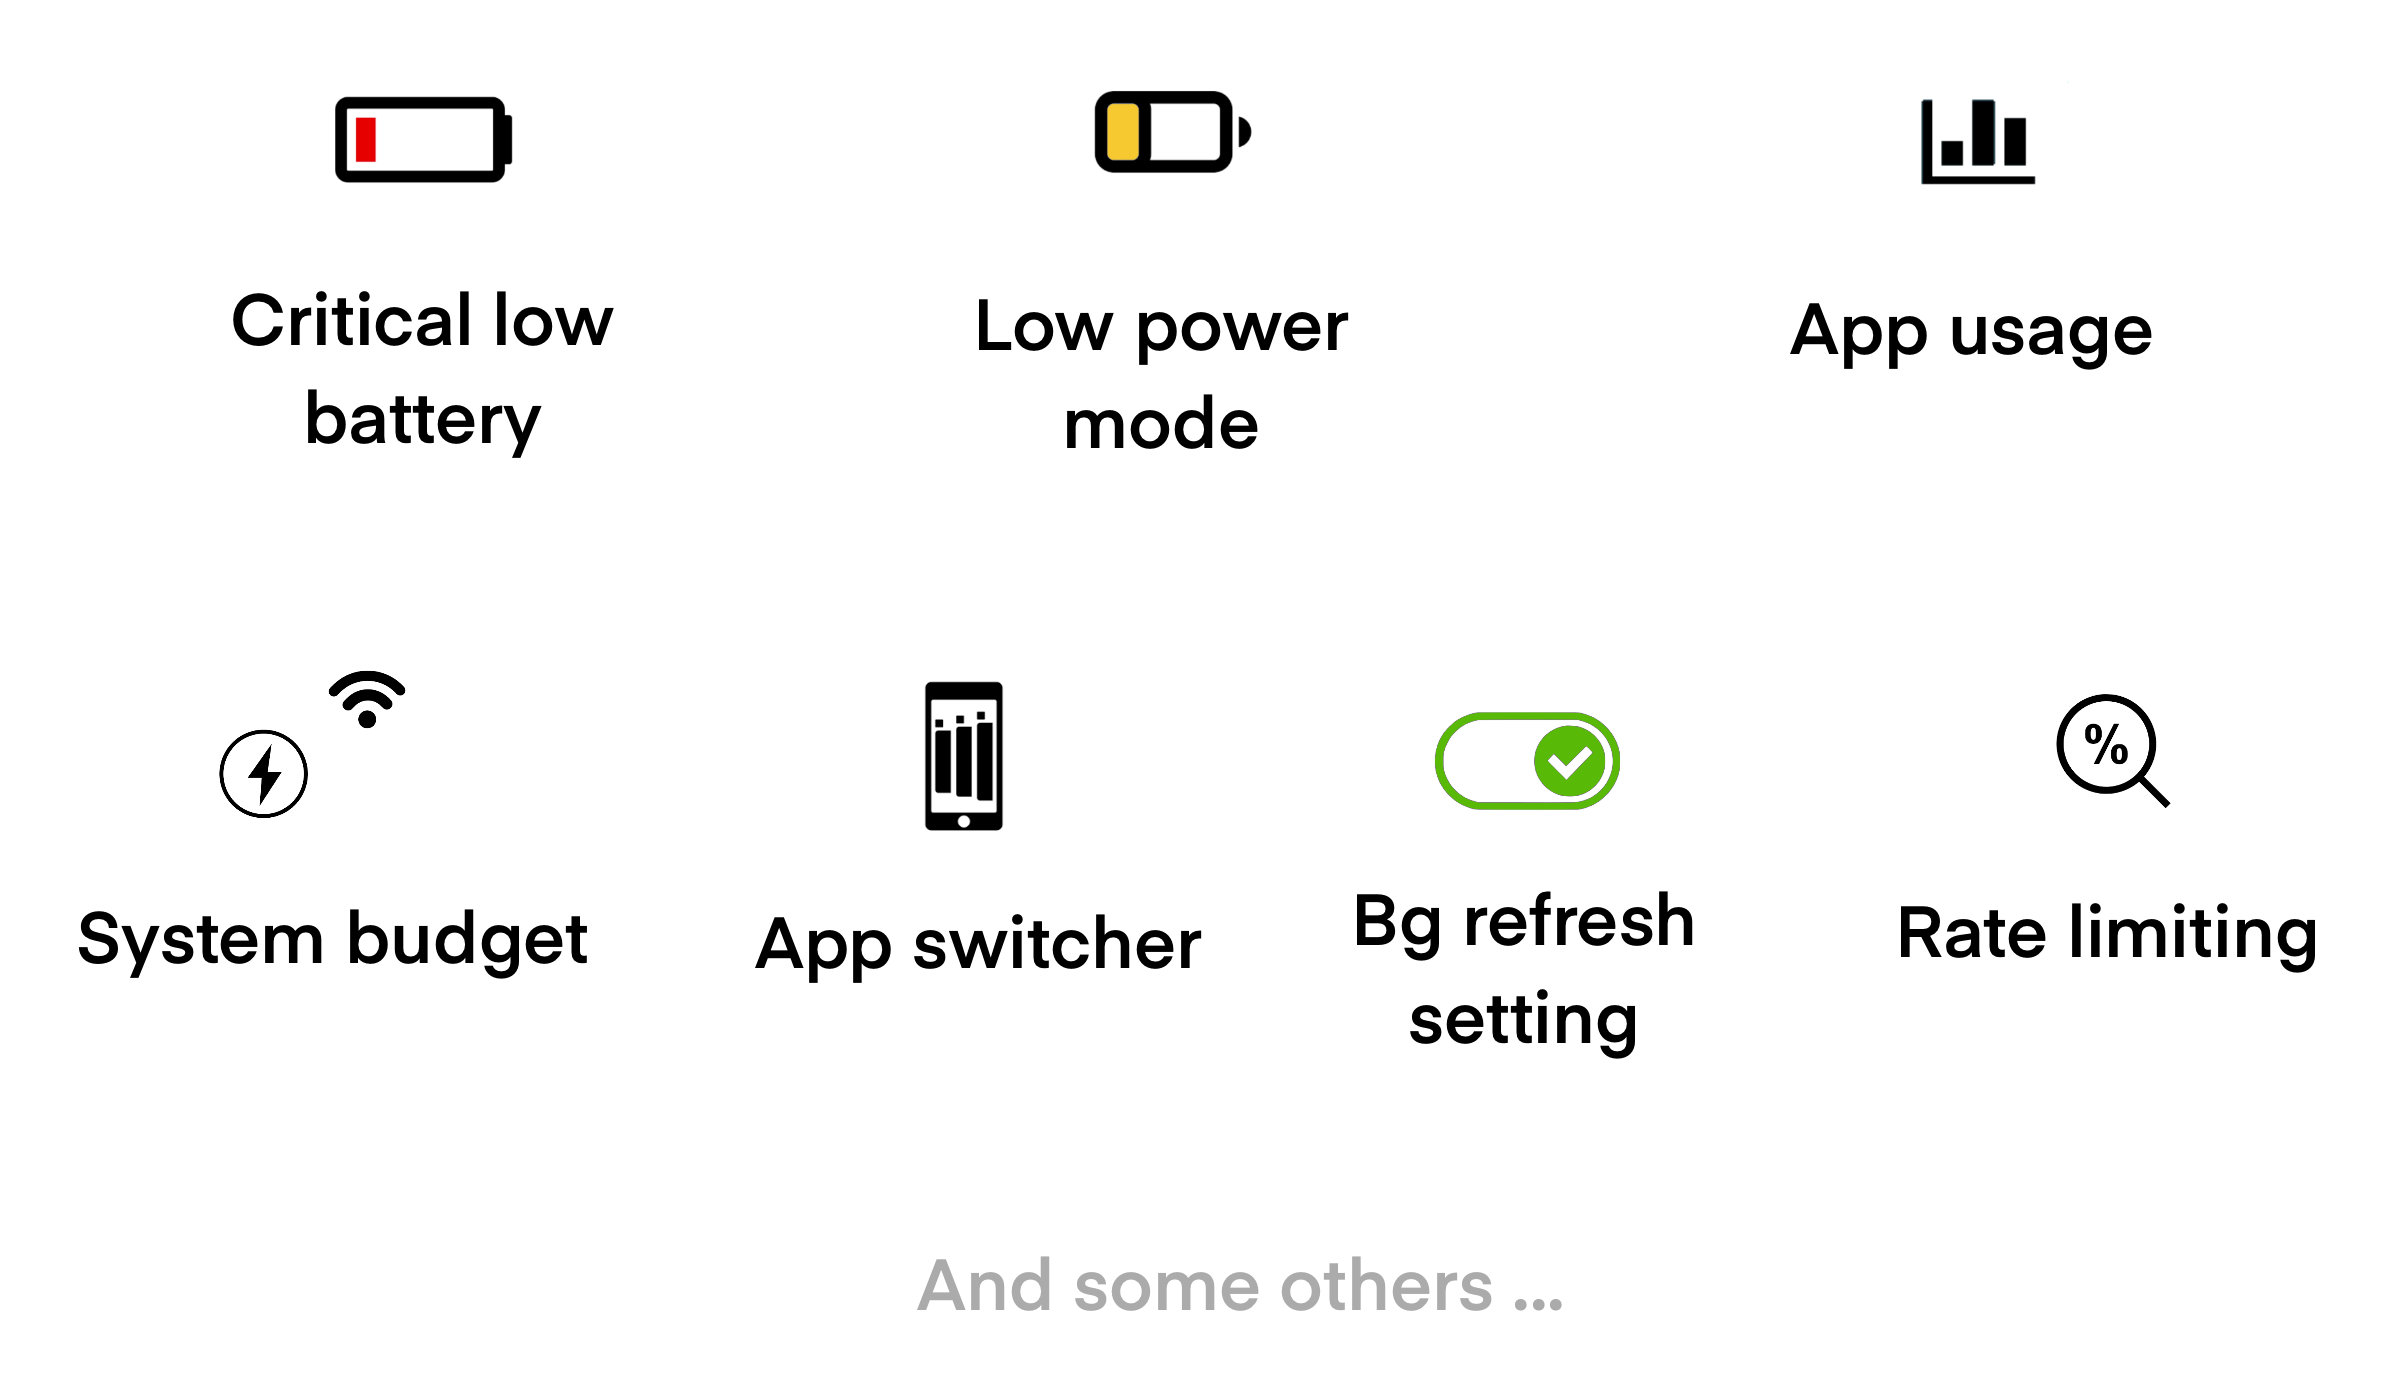 Critical low
battery
Low power
mode
App usage
%
System budget
App switcher
Bg refresh
setting
Rate limiting
And some others ...